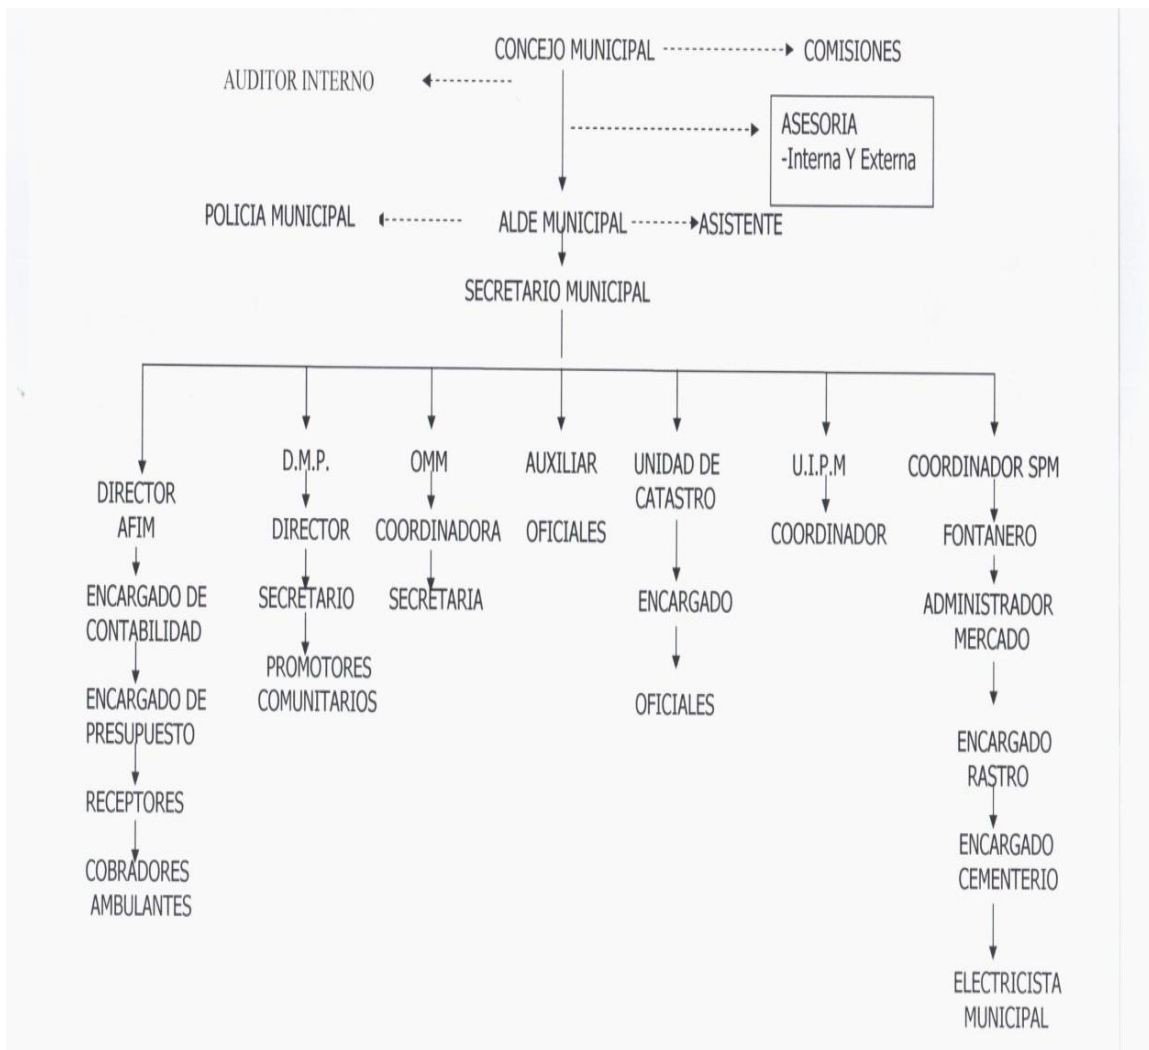 CONCEJO MUNICIPAL
COMISIONES
AUDITOR INTERNO
ASESORIA
-Interna Y Externa
POLICIA MUNICIPAL
ALDE MUNICIPAL
ASISTENTE
SECRETARIO MUNICIPAL
DIRECTOR
AFIM
ENCARGADO DE
CONTABILIDAD
ENCARGADO DE
PRESUPUESTO
RECEPTORES
COBRADORES
AMBULANTES
D.M.P.
DIRECTOR
SECRETARIO
PROMOTORES
COMUNITARIOS
OMM
COORDINADORA
SECRETARIA
AUXILIAR
OFICIALES
UNIDAD DE
CATASTRO
ENCARGADO
OFICIALES
U.I.P.M
COORDINADOR
COORDINADOR SPM
FONTANERO
ADMINISTRADOR
MERCADO
ENCARGADO
RASTRO
ENCARGADO
CEMENTERIO
ELECTRICISTA
MUNICIPAL